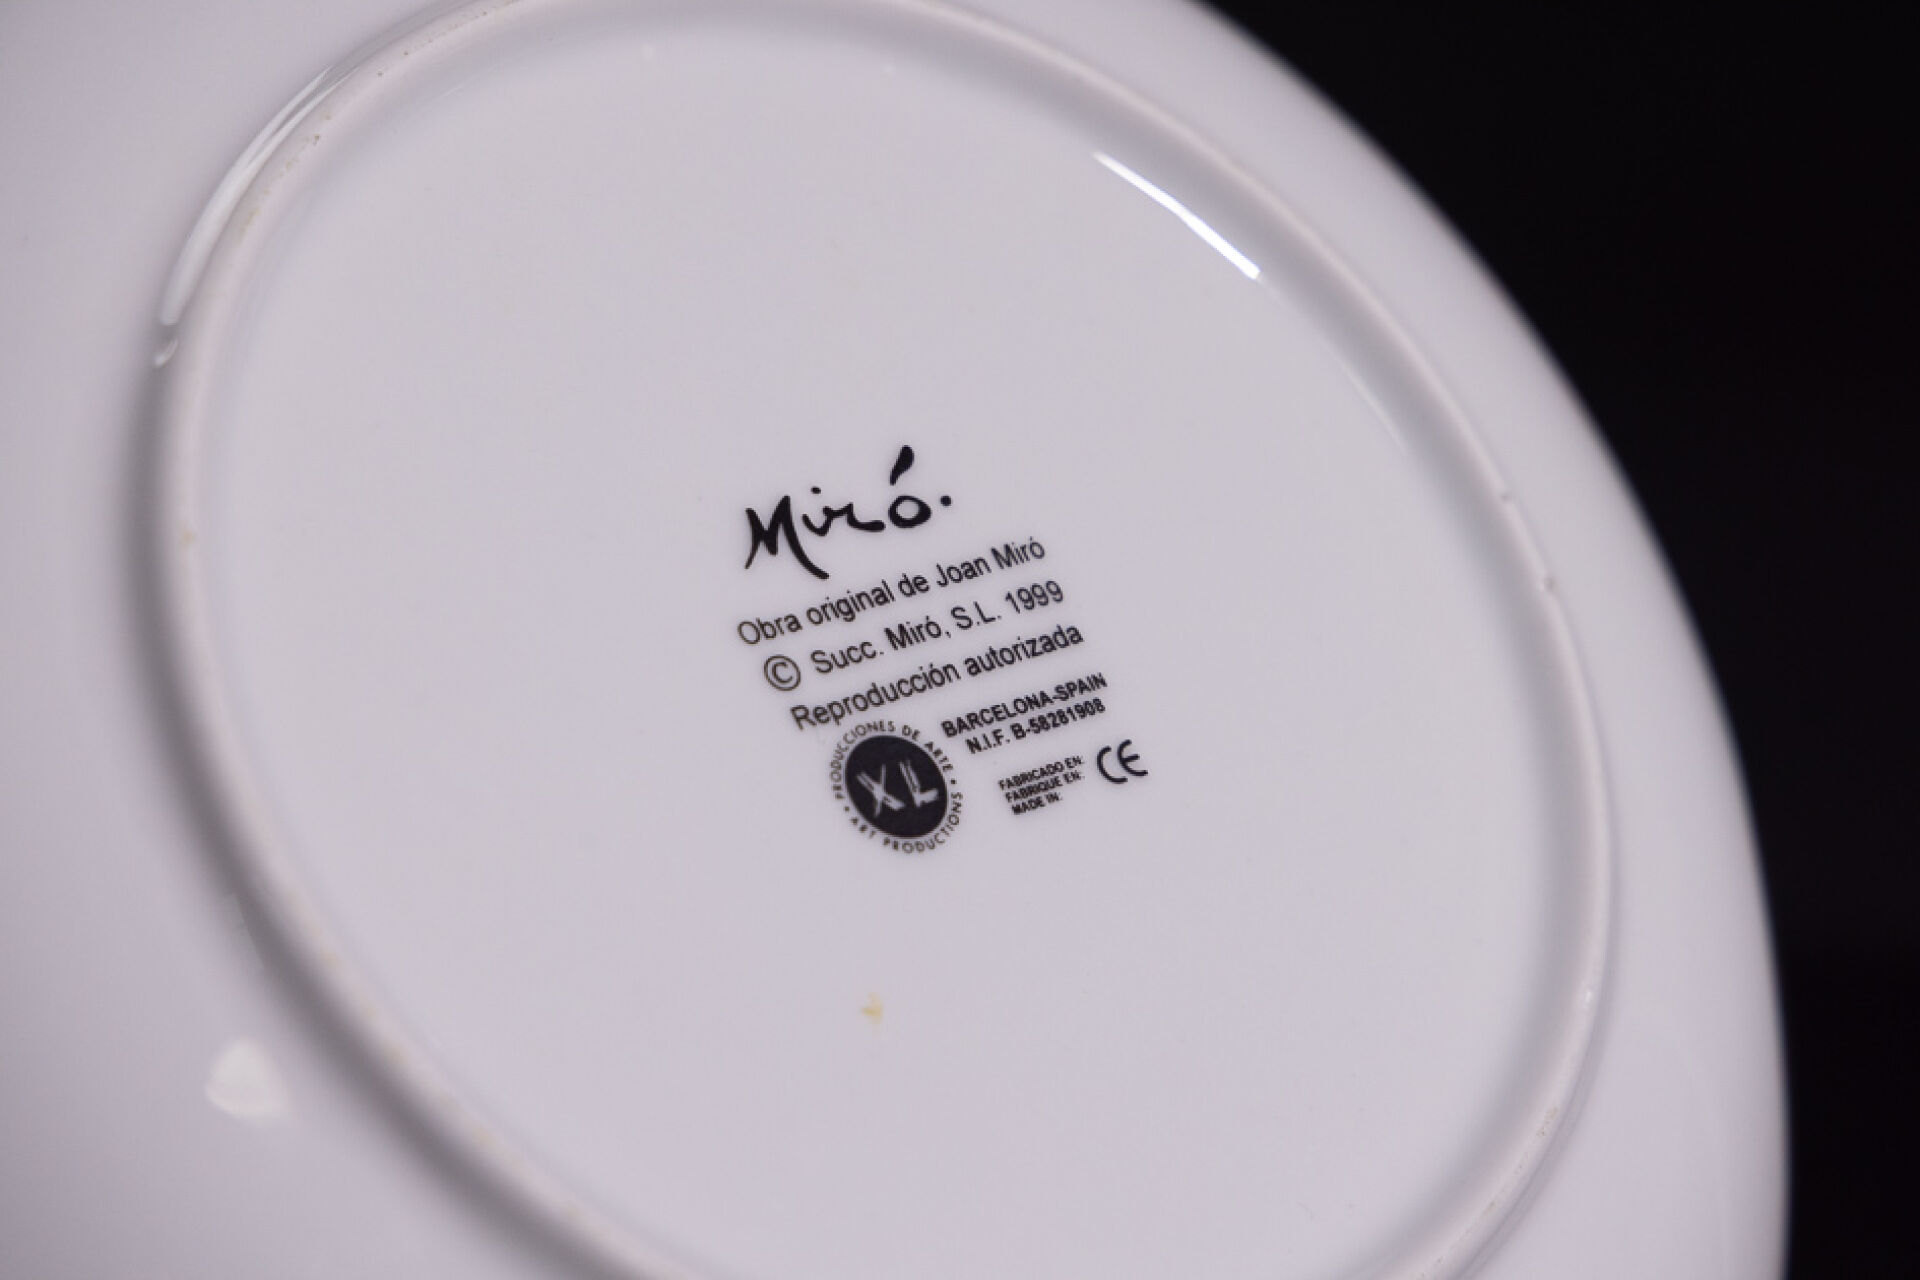 Miró.
Obra original de Joan Miró
© Succ. Miró, S.L. 1999
Reproducción autorizada
BARCELONA-SPAIN
N.I.F. B-58281908
PRODUCCIONES DE ARTE • ART PRODUCTIONS •
XL
FABRICADO EN:
FABRIQUE EN:
MADE IN:
CE